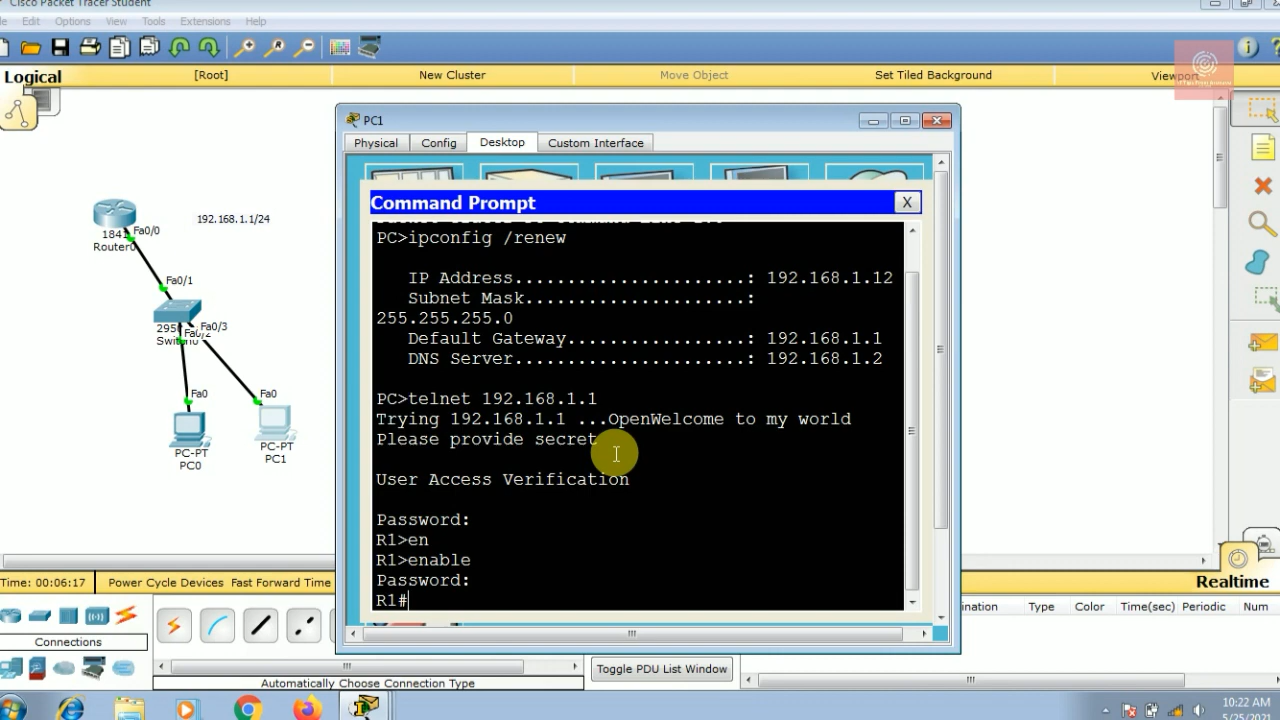 Cisco Packet Tracer Student
Edit Options View Tools Extensions Help
Logical [Root] New Cluster Move Object Set Tiled Background Viewport
PC1
Physical Config Desktop Custom Interface
Command Prompt X
PC>ipconfig /renew
IP Address......................: 192.168.1.12
Subnet Mask.....................:
255.255.255.0
Default Gateway.................: 192.168.1.1
DNS Server......................: 192.168.1.2
PC>telnet 192.168.1.1
Trying 192.168.1.1 ...OpenWelcome to my world
Please provide secret
User Access Verification
Password:
R1>en
R1>enable
Password:
R1#
192.168.1.1/24
Fa0/0
1841
Router0
Fa0/1
Fa0/3
Fa0/2
Fa0
Fa0
PC-PT
PC0
PC-PT
PC1
Time: 00:06:17 Power Cycle Devices Fast Forward Time
Realtime
Connections
Automatically Choose Connection Type
Toggle PDU List Window
Type Color Time(sec) Periodic Num
10:22 AM
5/25/2021